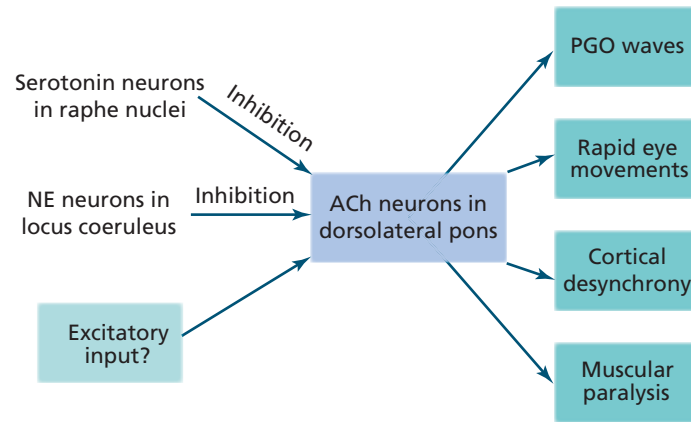 Serotonin neurons
in raphe nuclei
Inhibition
NE neurons in
locus coeruleus
Inhibition
Excitatory
input?
ACh neurons in
dorsolateral pons
PGO waves
Rapid eye
movements
Cortical
desynchrony
Muscular
paralysis